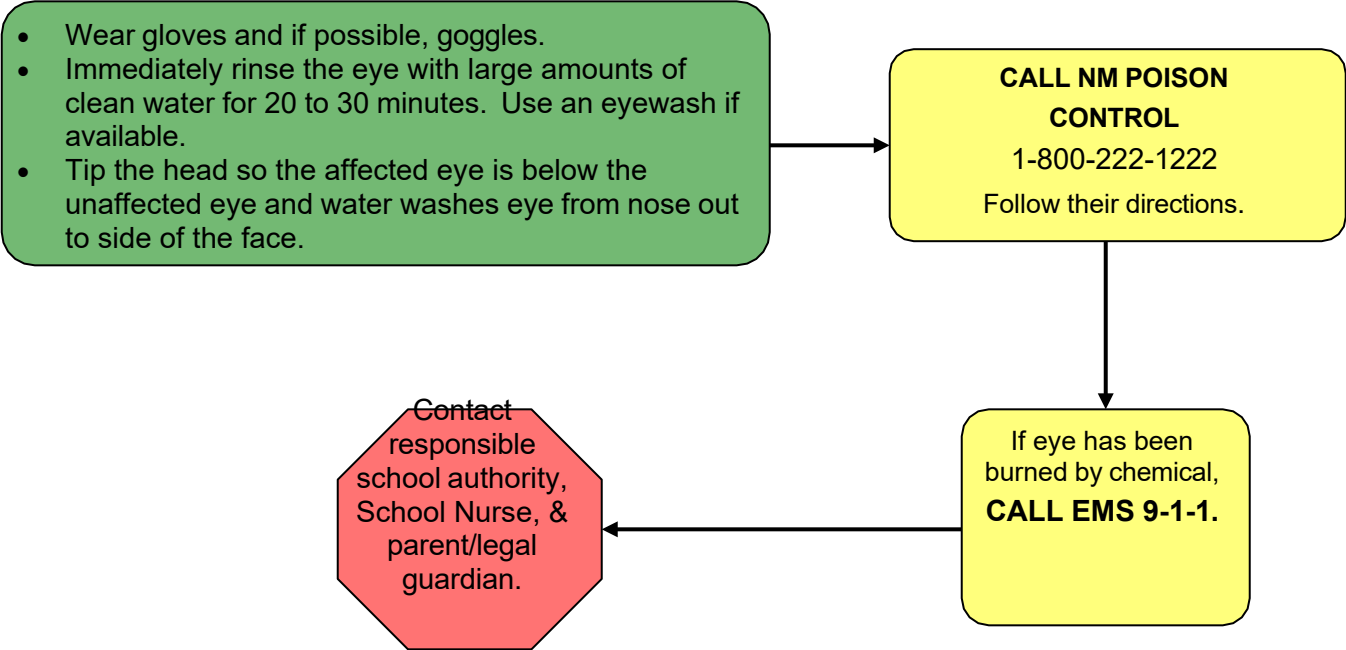 • Wear gloves and if possible, goggles.
• Immediately rinse the eye with large amounts of
clean water for 20 to 30 minutes.  Use an eyewash if
available.
• Tip the head so the affected eye is below the
unaffected eye and water washes eye from nose out
to side of the face.
CALL NM POISON
CONTROL
1-800-222-1222
Follow their directions.
If eye has been
burned by chemical,
CALL EMS 9-1-1.
Contact
responsible
school authority,
School Nurse, &
parent/legal
guardian.